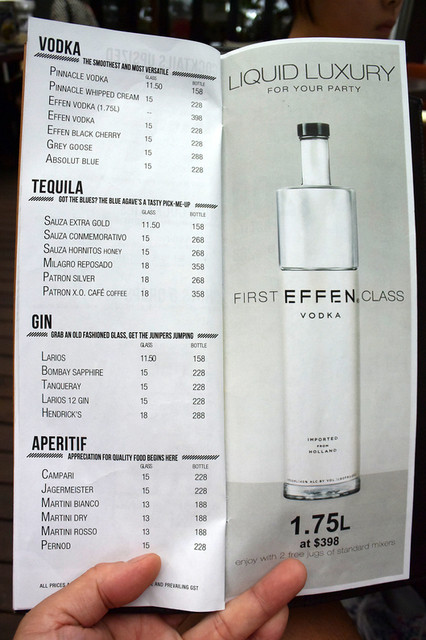 VODKA
THE SMOOTHEST AND MOST VERSATILE
GLASS BOTTLE
PINNACLE VODKA 11.50 158
PINNACLE WHIPPED CREAM 15 228
EFFEN VODKA (1.75L) -- 398
EFFEN VODKA 15 228
EFFEN BLACK CHERRY 15 228
GREY GOOSE 15 288
ABSOLUT BLUE 15 228
TEQUILA
GOT THE BLUES? THE BLUE AGAVE'S A TASTY PICK-ME-UP
GLASS BOTTLE
SAUZA EXTRA GOLD 11.50 158
SAUZA CONMEMORATIVO 15 268
SAUZA HORNITOS HONEY 15 268
MILAGRO REPOSADO 18 358
PATRON SILVER 18 268
PATRON X.O. CAFÉ COFFEE 18 358
GIN
GRAB AN OLD FASHIONED GLASS, GET THE JUNIPERS JUMPING
GLASS BOTTLE
LARIOS 11.50 158
BOMBAY SAPPHIRE 15 228
TANQUERAY 15 228
LARIOS 12 GIN 15 228
HENDRICK'S 18 288
APERITIF
APPRECIATION FOR QUALITY FOOD BEGINS HERE
GLASS BOTTLE
CAMPARI 15 228
JAGERMEISTER 15 228
MARTINI BIANCO 13 188
MARTINI DRY 13 188
MARTINI ROSSO 13 188
PERNOD 15 228
ALL PRICES AND PREVAILING GST
LIQUID LUXURY
FOR YOUR PARTY
FIRST EFFEN CLASS
VODKA
IMPORTED
FROM
HOLLAND
1.75L
at $398
enjoy with 2 free jugs of standard mixers